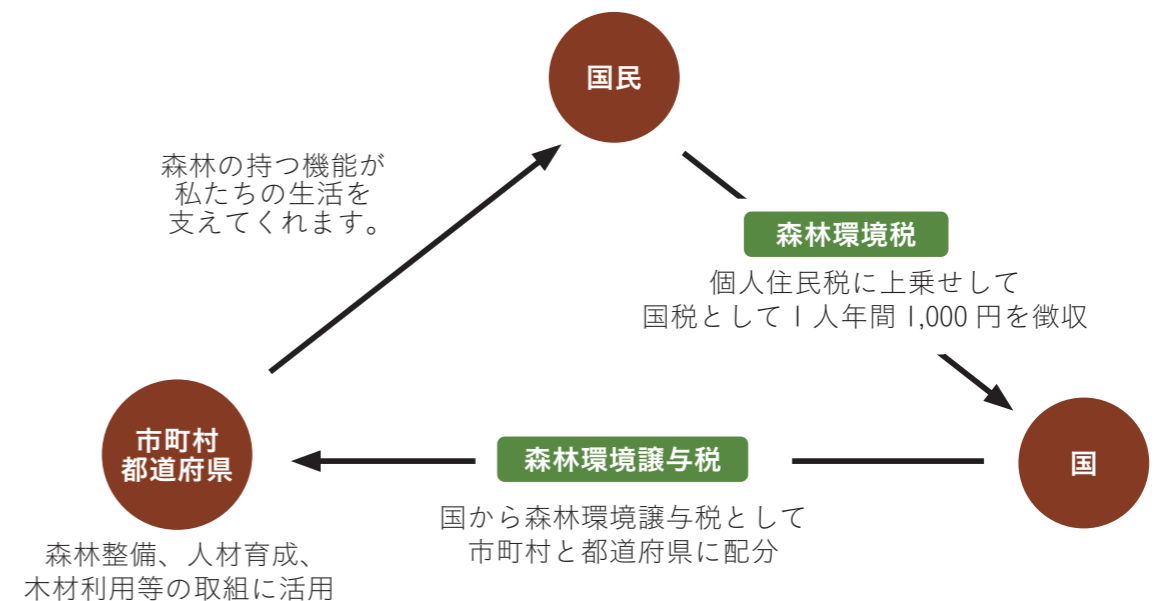 国民
森林の持つ機能が
私たちの生活を
支えてくれます。
森林環境税
個人住民税に上乗せして
国税として1人年間1,000円を徴収
市町村
都道府県
森林環境譲与税
国
国から森林環境譲与税として
市町村と都道府県に配分
森林整備、人材育成、
木材利用等の取組に活用